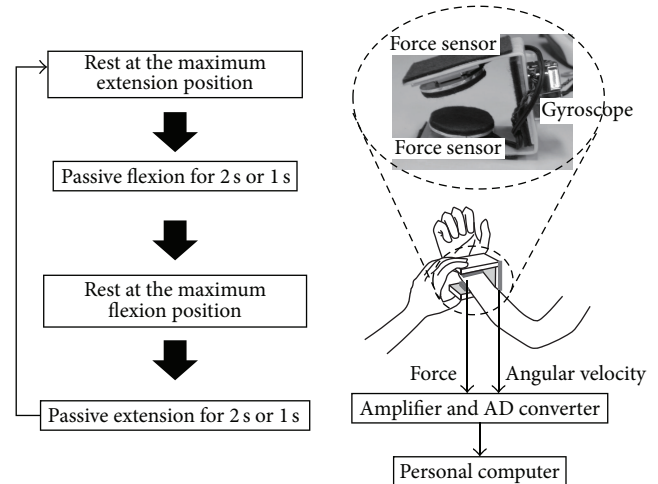 Rest at the maximum
extension position
Passive flexion for 2 s or 1 s
Rest at the maximum
flexion position
Passive extension for 2 s or 1 s
Force sensor
Gyroscope
Force sensor
Force
Angular velocity
Amplifier and AD converter
Personal computer